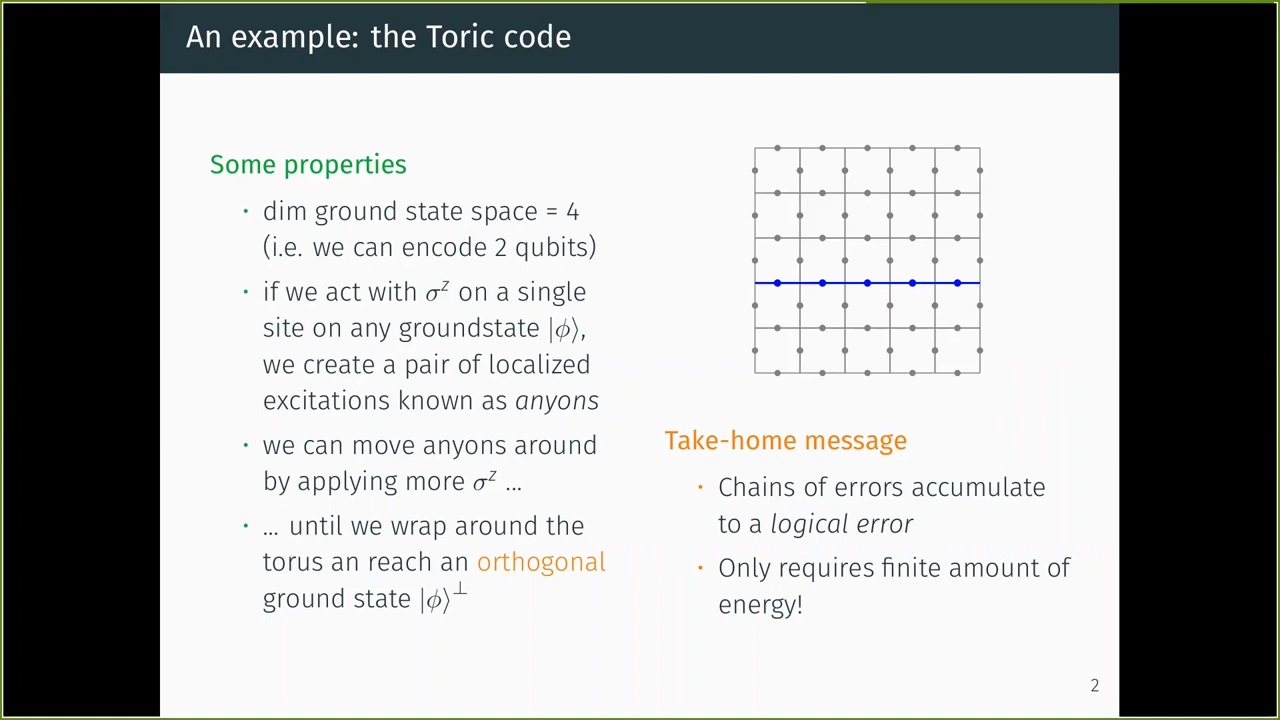 An example: the Toric code
Some properties
• dim ground state space = 4
(i.e. we can encode 2 qubits)
• if we act with σᶻ on a single
site on any groundstate |ϕ⟩,
we create a pair of localized
excitations known as anyons
• we can move anyons around
by applying more σᶻ ...
• ... until we wrap around the
torus an reach an orthogonal
ground state |ϕ⟩⊥
Take-home message
• Chains of errors accumulate
to a logical error
• Only requires finite amount of
energy!
2